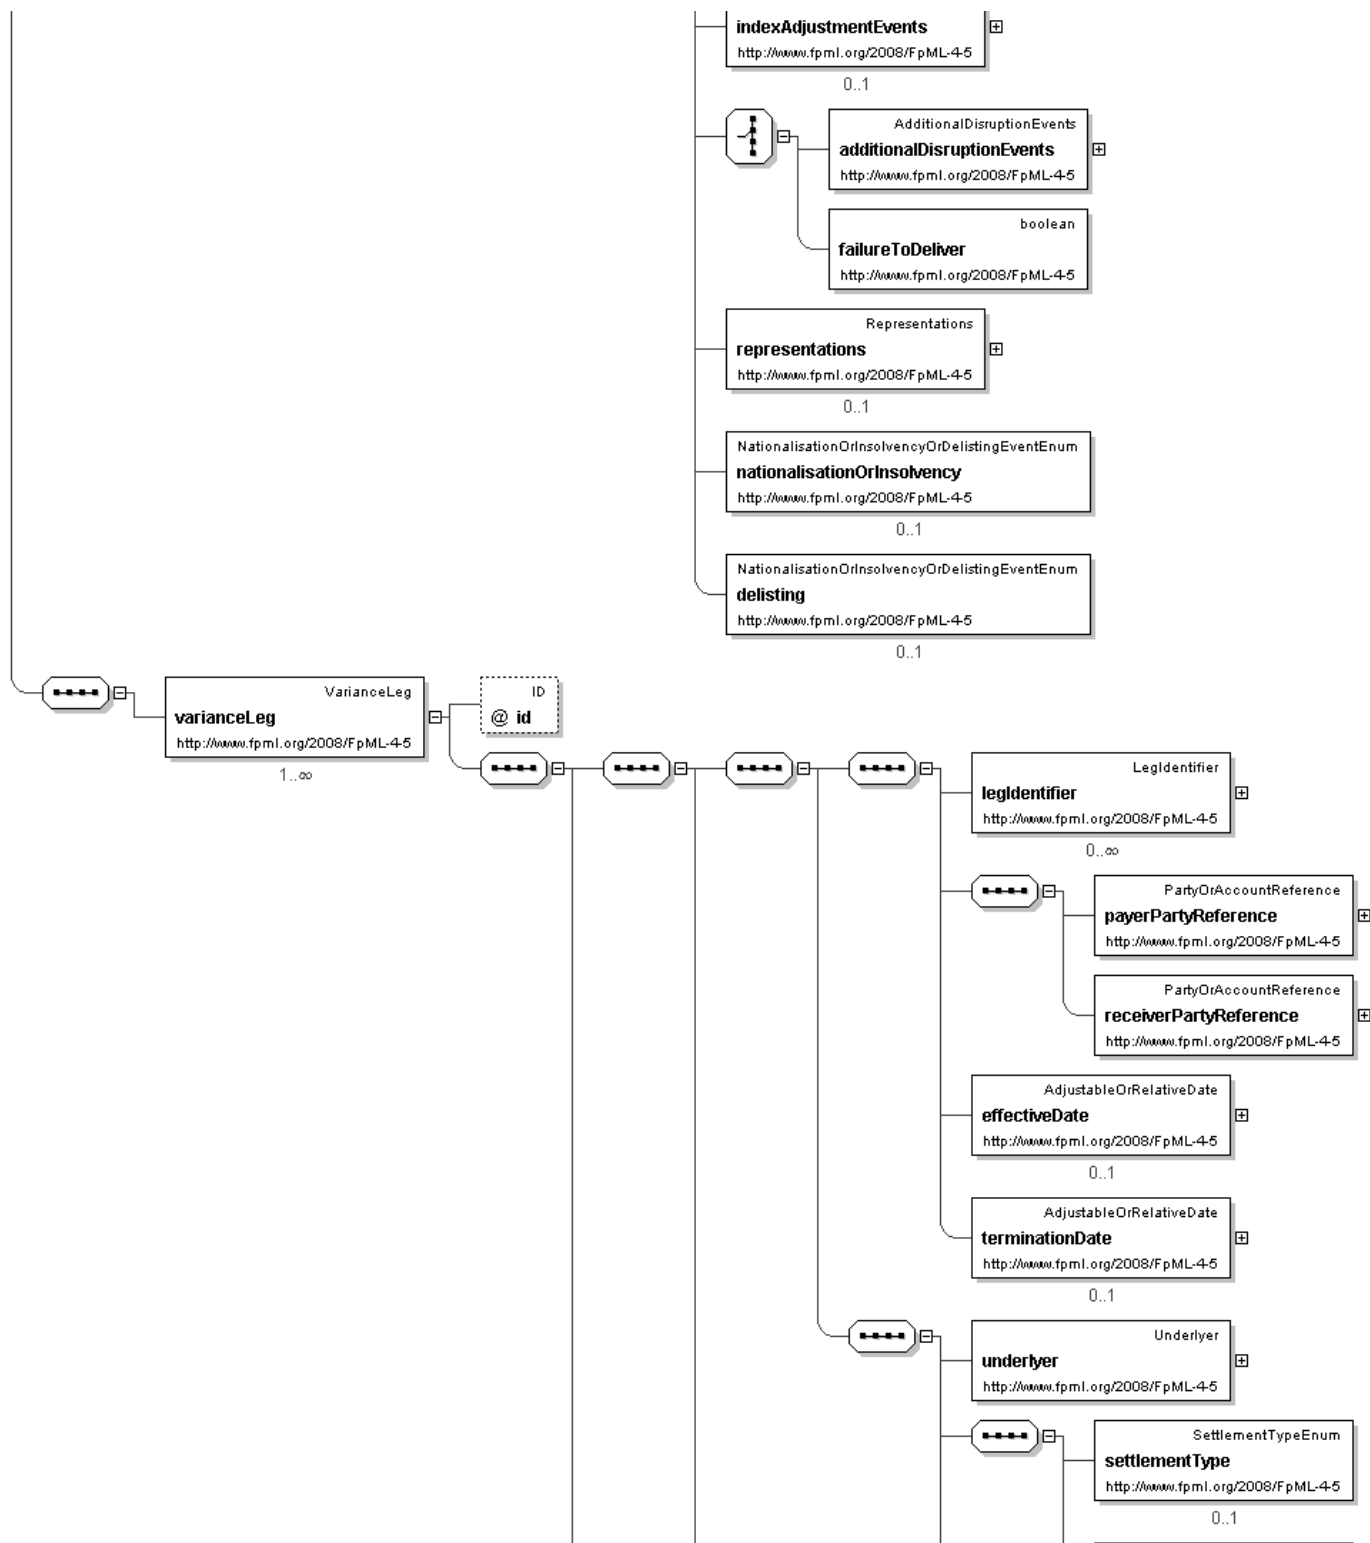 indexAdjustmentEvents
http://www.fpml.org/2008/FpML-4-5
0..1
AdditionalDisruptionEvents
additionalDisruptionEvents
http://www.fpml.org/2008/FpML-4-5
boolean
failureToDeliver
http://www.fpml.org/2008/FpML-4-5
Representations
representations
http://www.fpml.org/2008/FpML-4-5
0..1
NationalisationOrInsolvencyOrDelistingEventEnum
nationalisationOrInsolvency
http://www.fpml.org/2008/FpML-4-5
0..1
NationalisationOrInsolvencyOrDelistingEventEnum
delisting
http://www.fpml.org/2008/FpML-4-5
0..1
VarianceLeg
varianceLeg
http://www.fpml.org/2008/FpML-4-5
1..∞
ID
@ id
LegIdentifier
legIdentifier
http://www.fpml.org/2008/FpML-4-5
0..∞
PartyOrAccountReference
payerPartyReference
http://www.fpml.org/2008/FpML-4-5
PartyOrAccountReference
receiverPartyReference
http://www.fpml.org/2008/FpML-4-5
AdjustableOrRelativeDate
effectiveDate
http://www.fpml.org/2008/FpML-4-5
0..1
AdjustableOrRelativeDate
terminationDate
http://www.fpml.org/2008/FpML-4-5
0..1
Underlyer
underlyer
http://www.fpml.org/2008/FpML-4-5
SettlementTypeEnum
settlementType
http://www.fpml.org/2008/FpML-4-5
0..1